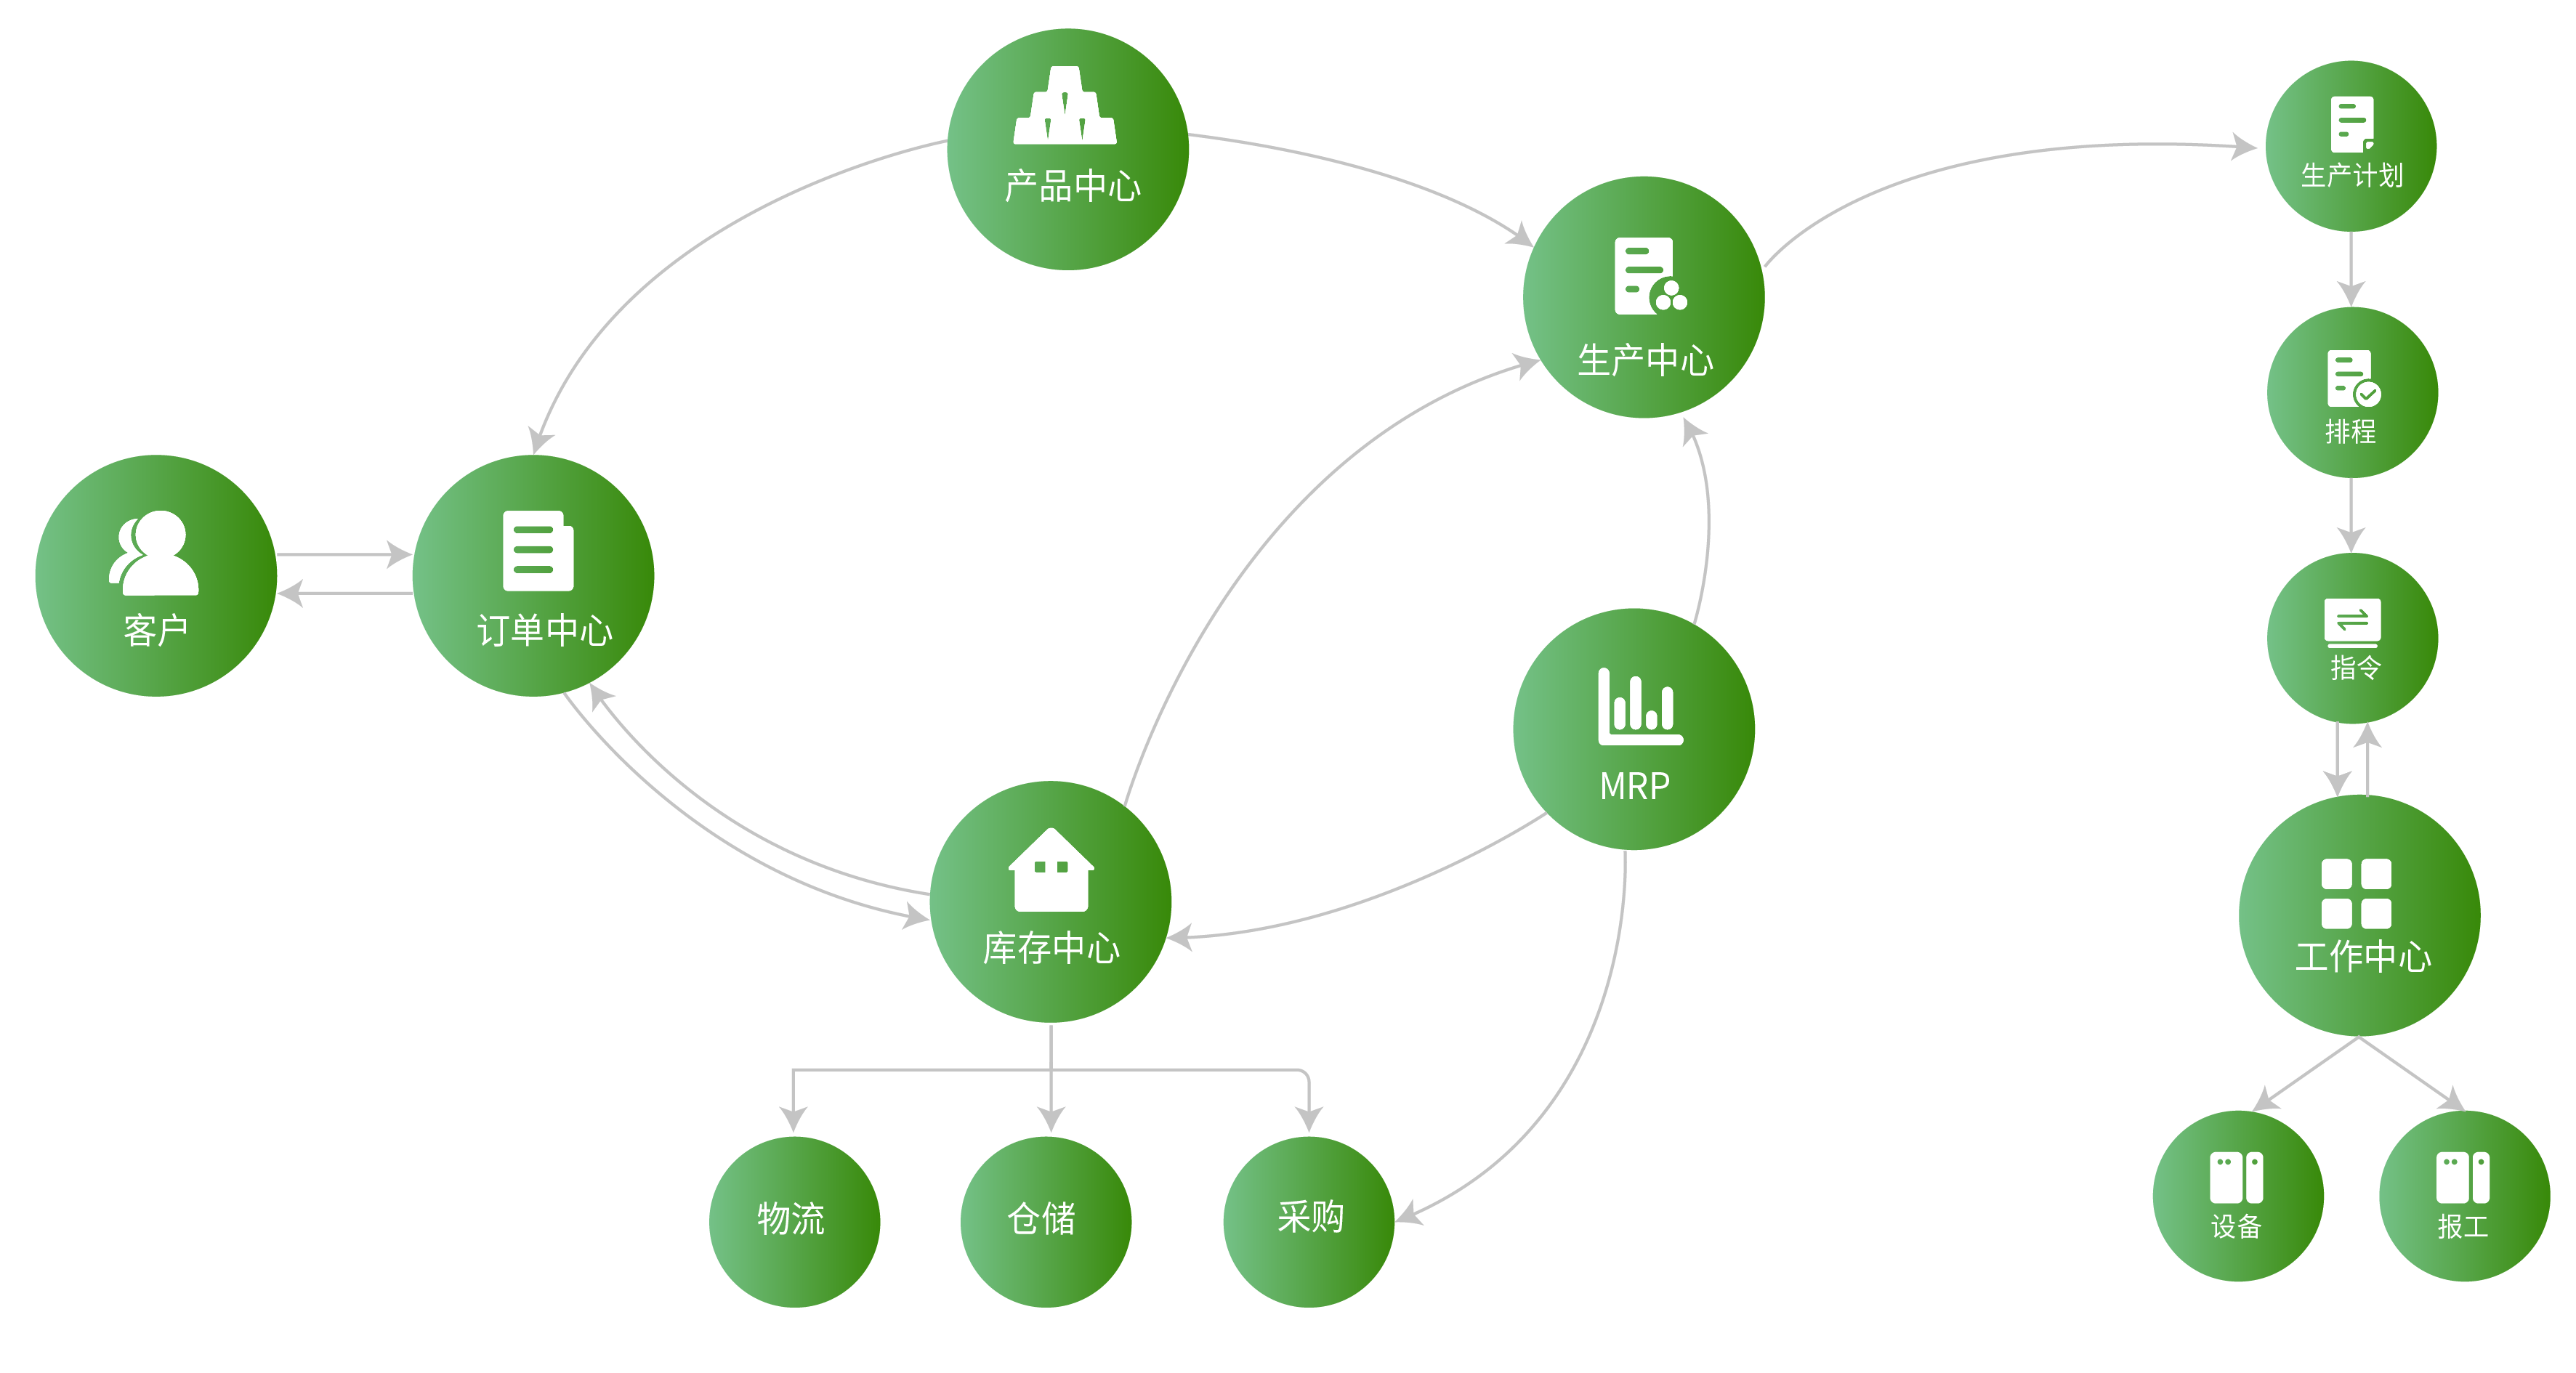 产品中心
生产计划
生产中心
排程
客户
订单中心
指令
MRP
库存中心
工作中心
物流
仓储
采购
设备
报工